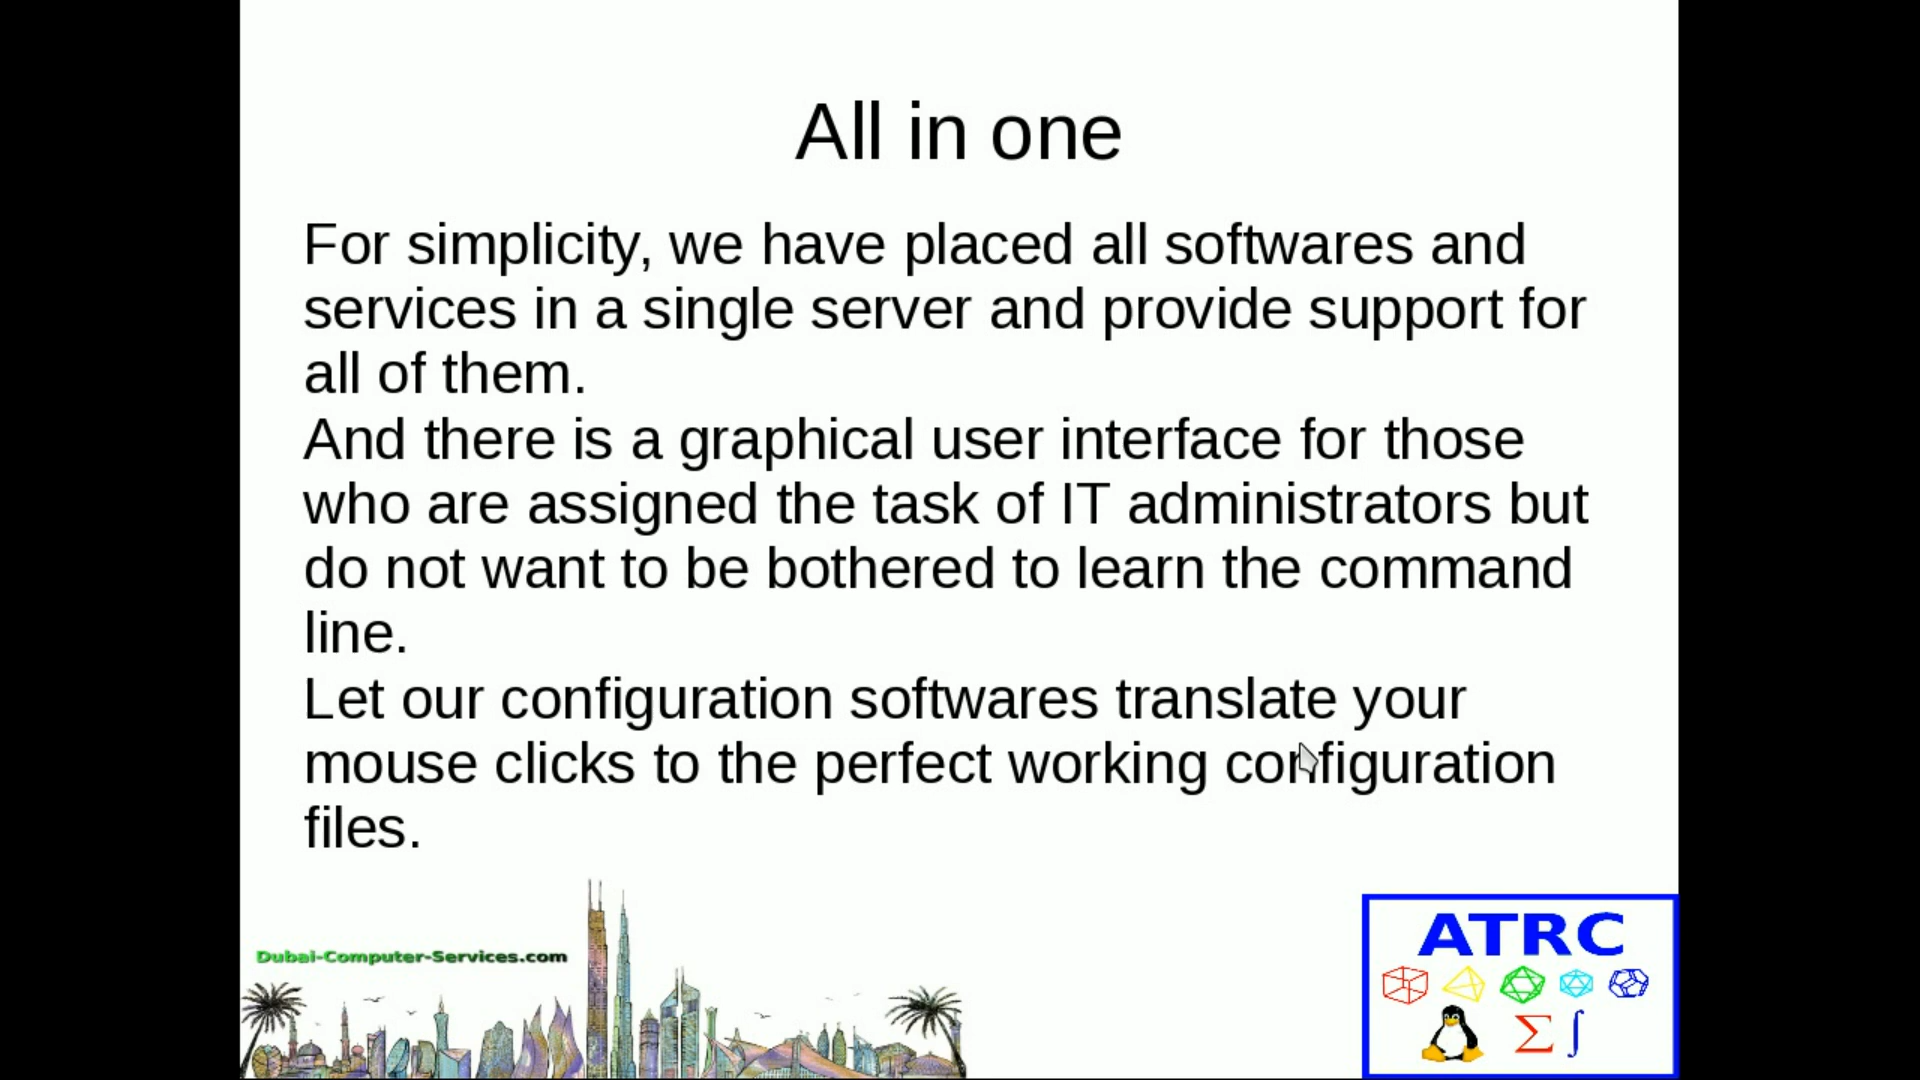 All in one
For simplicity, we have placed all softwares and
services in a single server and provide support for
all of them.
And there is a graphical user interface for those
who are assigned the task of IT administrators but
do not want to be bothered to learn the command
line.
Let our configuration softwares translate your
mouse clicks to the perfect working configuration
files.
Dubai-Computer-Services.com
ATRC
Σ ∫